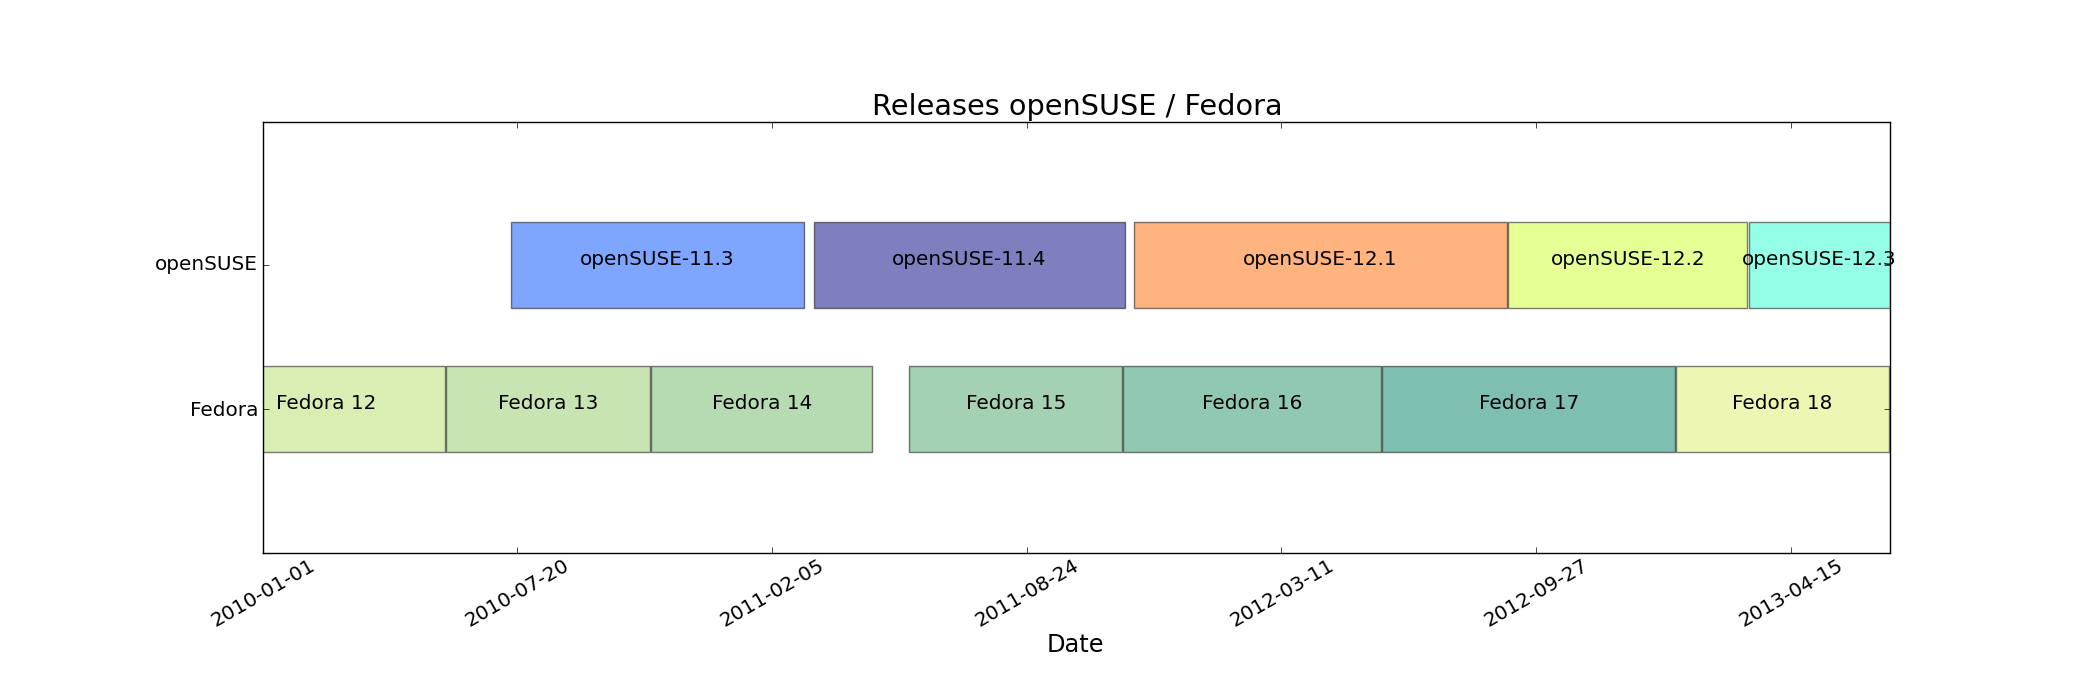 Releases openSUSE / Fedora
openSUSE
openSUSE-11.3
openSUSE-11.4
openSUSE-12.1
openSUSE-12.2
openSUSE-12.3
Fedora
Fedora 12
Fedora 13
Fedora 14
Fedora 15
Fedora 16
Fedora 17
Fedora 18
2010-01-01
2010-07-20
2011-02-05
2011-08-24
2012-03-11
2012-09-27
2013-04-15
Date